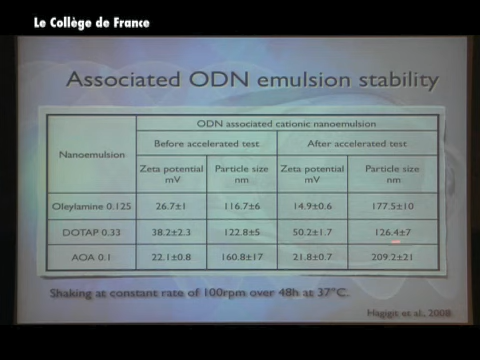 Le Collège de France
Associated ODN emulsion stability
Nanoemulsion
ODN associated cationic nanoemulsion
Before accelerated test
After accelerated test
Zeta potential mV
Particle size nm
Zeta potential mV
Particle size nm
Oleylamine 0.125 26.7±1 116.7±6 14.9±0.6 177.5±10
DOTAP 0.33 38.2±2.3 122.8±5 50.2±1.7 126.4±7
AOA 0.1 22.1±0.8 160.8±17 21.8±0.7 209.2±21
Shaking at constant rate of 100rpm over 48h at 37°C.
Hagigit et al., 2008